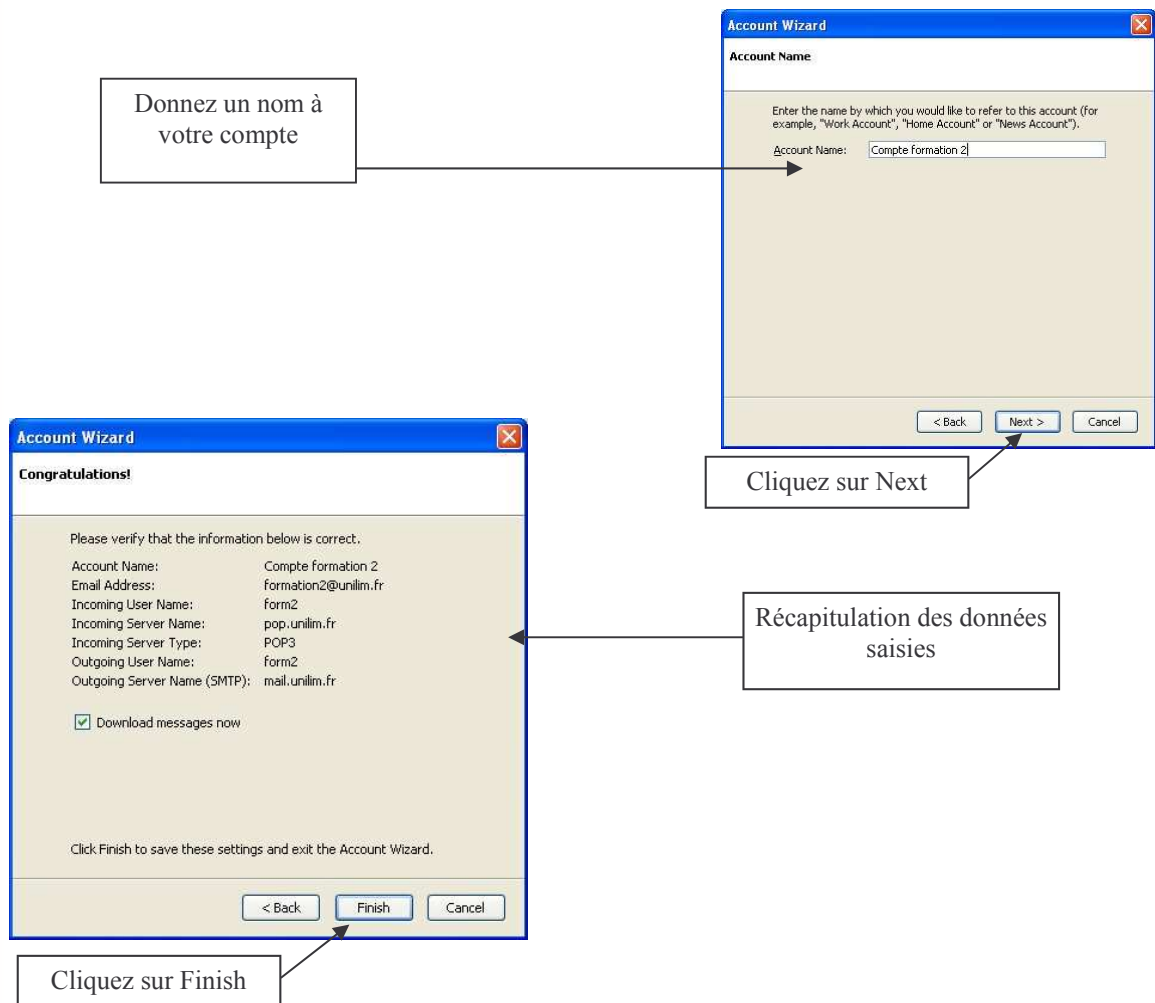 Account Wizard
Account Name
Donnez un nom à
votre compte
Enter the name by which you would like to refer to this account (for
example, "Work Account", "Home Account" or "News Account").
Account Name: Compte formation 2
< Back Next > Cancel
Cliquez sur Next
Account Wizard
Congratulations!
Please verify that the information below is correct.
Account Name: Compte formation 2
Email Address: formation2@unilim.fr
Incoming User Name: form2
Incoming Server Name: pop.unilim.fr
Incoming Server Type: POP3
Outgoing User Name: form2
Outgoing Server Name (SMTP): mail.unilim.fr
Download messages now
Récapitulation des données
saisies
Click Finish to save these settings and exit the Account Wizard.
< Back Finish Cancel
Cliquez sur Finish